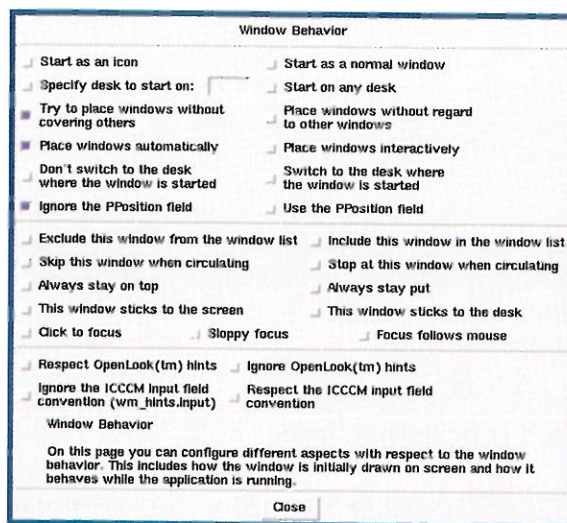 Window Behavior
Start as an icon
Start as a normal window
Specify desk to start on:
Start on any desk
Try to place windows without
covering others
Place windows without regard
to other windows
Place windows automatically
Place windows interactively
Don't switch to the desk
where the window is started
Switch to the desk where
the window is started
Ignore the PPosition field
Use the PPosition field
Exclude this window from the window list
Include this window in the window list
Skip this window when circulating
Stop at this window when circulating
Always stay on top
Always stay put
This window sticks to the screen
This window sticks to the desk
Click to focus
Sloppy focus
Focus follows mouse
Respect OpenLook(tm) hints
Ignore OpenLook(tm) hints
Ignore the ICCCM input field
convention (wm_hints.input)
Respect the ICCCM input field
convention
Window Behavior
On this page you can configure different aspects with respect to the window
behavior. This includes how the window is initially drawn on screen and how it
behaves while the application is running.
Close